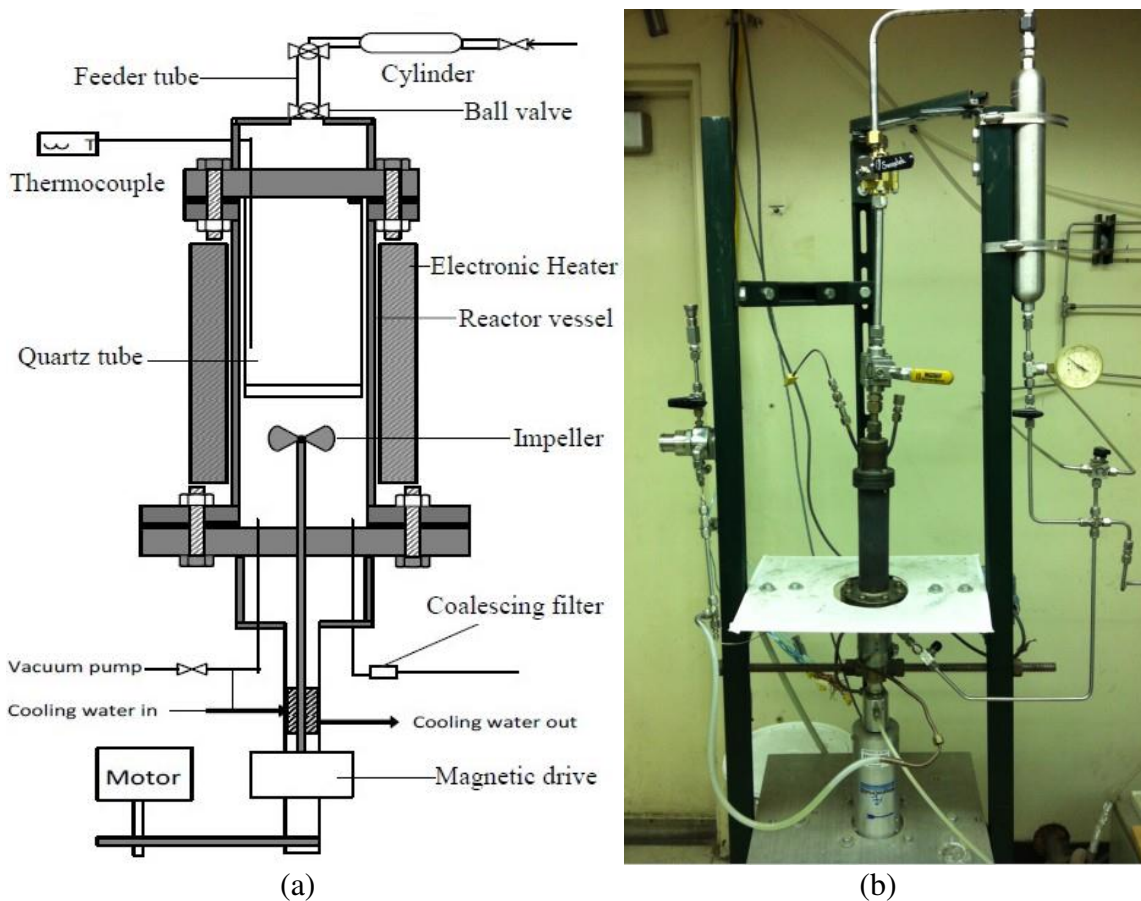 Feeder tube
Cylinder
Ball valve
T
Thermocouple
Electronic Heater
Reactor vessel
Quartz tube
Impeller
Coalescing filter
Vacuum pump
Cooling water in
Cooling water out
Motor
Magnetic drive
Swagelok
(a)
(b)